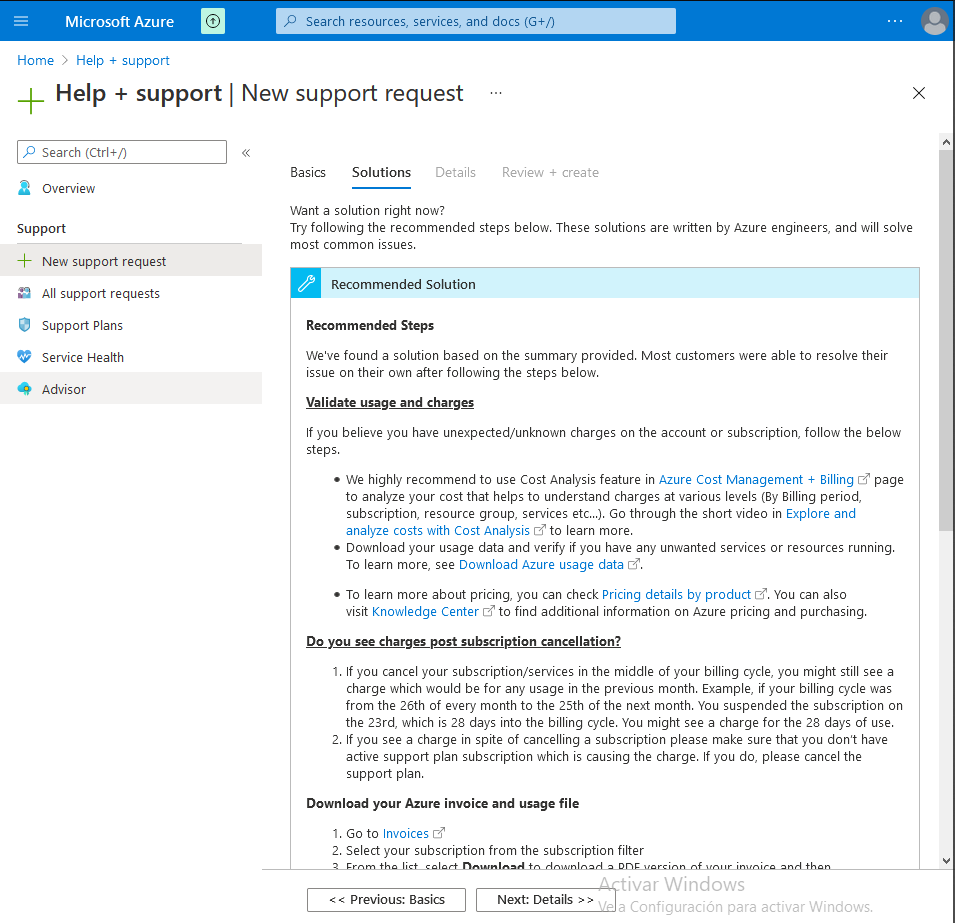 Microsoft Azure
Search resources, services, and docs (G+/)
Home > Help + support
Help + support | New support request
Search (Ctrl+/)
«
Overview
Support
New support request
All support requests
Support Plans
Service Health
Advisor
Basics Solutions Details Review + create
Want a solution right now?
Try following the recommended steps below. These solutions are written by Azure engineers, and will solve
most common issues.
Recommended Solution
Recommended Steps
We've found a solution based on the summary provided. Most customers were able to resolve their
issue on their own after following the steps below.
Validate usage and charges
If you believe you have unexpected/unknown charges on the account or subscription, follow the below
steps.
• We highly recommend to use Cost Analysis feature in Azure Cost Management + Billing page
to analyze your cost that helps to understand charges at various levels (By Billing period,
subscription, resource group, services etc...). Go through the short video in Explore and
analyze costs with Cost Analysis to learn more.
• Download your usage data and verify if you have any unwanted services or resources running.
To learn more, see Download Azure usage data .
• To learn more about pricing, you can check Pricing details by product . You can also
visit Knowledge Center to find additional information on Azure pricing and purchasing.
Do you see charges post subscription cancellation?
1. If you cancel your subscription/services in the middle of your billing cycle, you might still see a
charge which would be for any usage in the previous month. Example, if your billing cycle was
from the 26th of every month to the 25th of the next month. You suspended the subscription on
the 23rd, which is 28 days into the billing cycle. You might see a charge for the 28 days of use.
2. If you see a charge in spite of cancelling a subscription please make sure that you don't have
active support plan subscription which is causing the charge. If you do, please cancel the
support plan.
Download your Azure invoice and usage file
1. Go to Invoices
2. Select your subscription from the subscription filter
3. From the list, select Download to download a PDF version of your invoice and then
<< Previous: Basics
Next: Details >>
Activar Windows
Ve a Configuración para activar Windows.